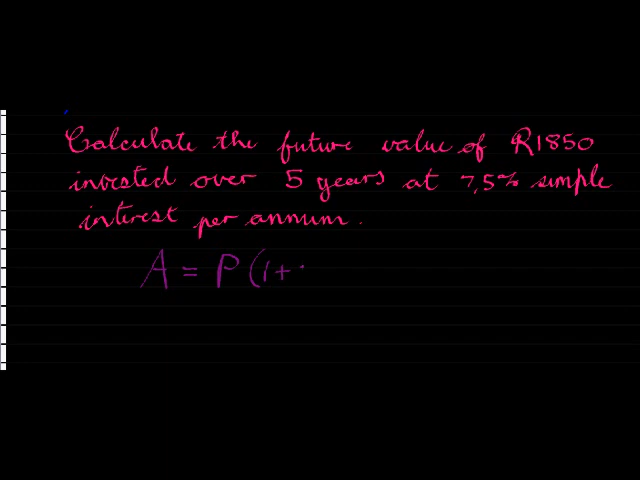 Calculate the future value of R1850
invested over 5 years at 7,5% simple
interest per annum.
A = P(1+